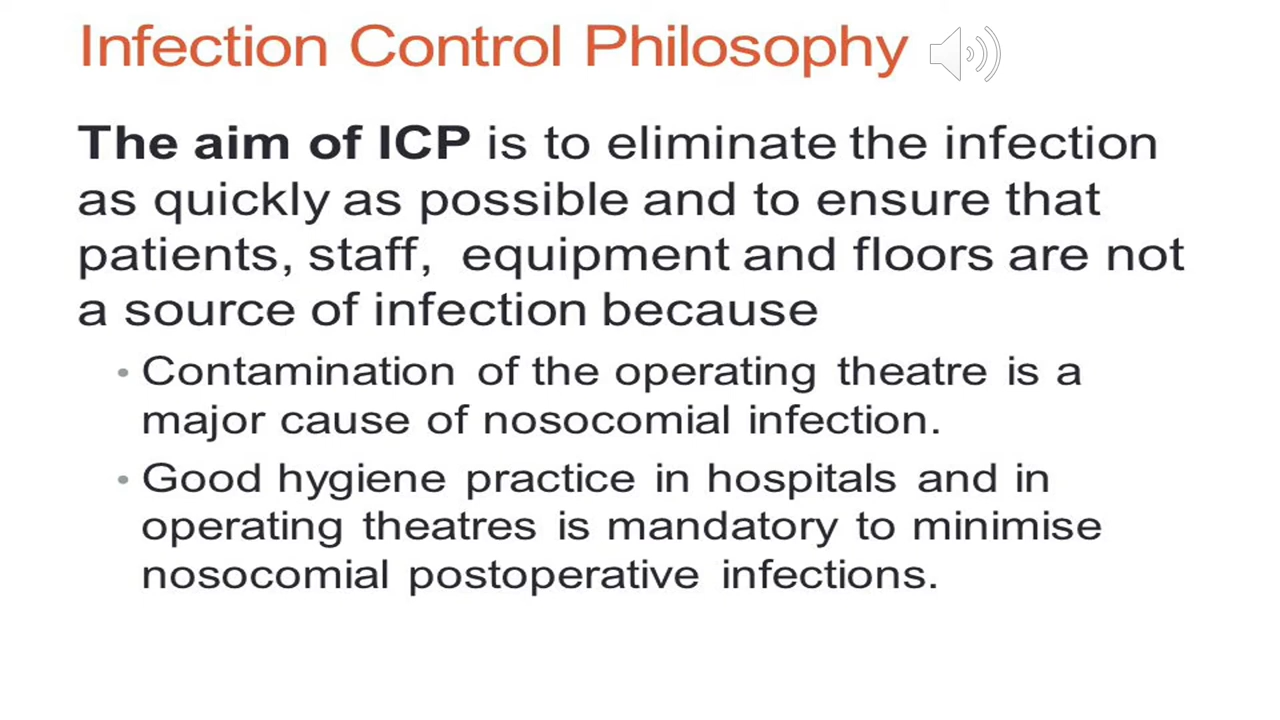 Infection Control Philosophy
The aim of ICP is to eliminate the infection
as quickly as possible and to ensure that
patients, staff, equipment and floors are not
a source of infection because
• Contamination of the operating theatre is a
major cause of nosocomial infection.
• Good hygiene practice in hospitals and in
operating theatres is mandatory to minimise
nosocomial postoperative infections.